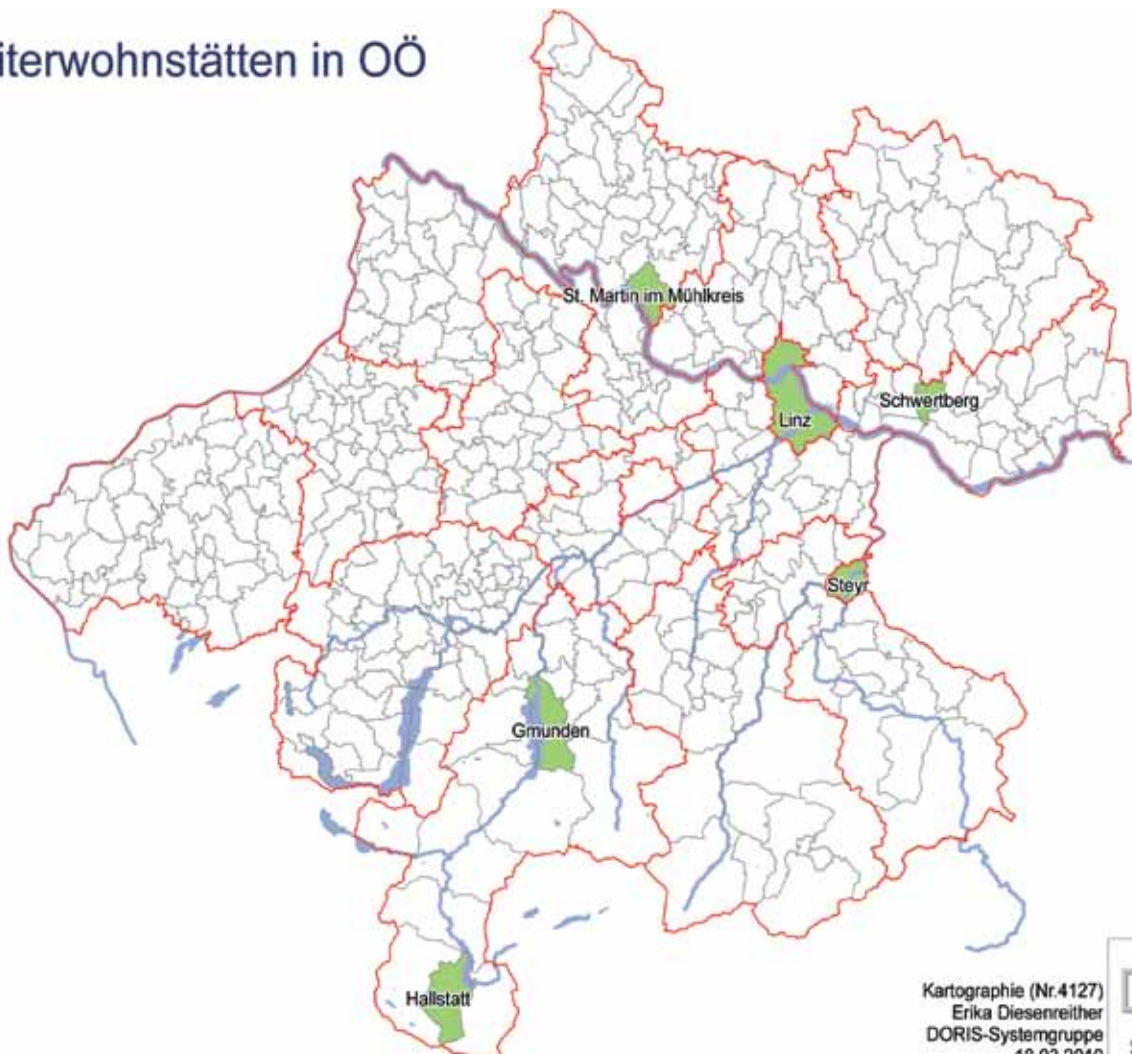 iterwohnstätten in OÖ
St. Martin im Mühlkreis
Schwertberg
Linz
Steyr
Gmunden
Hallstatt
Kartographie (Nr.4127)
Erika Diesenreither
DORIS-Systemgruppe